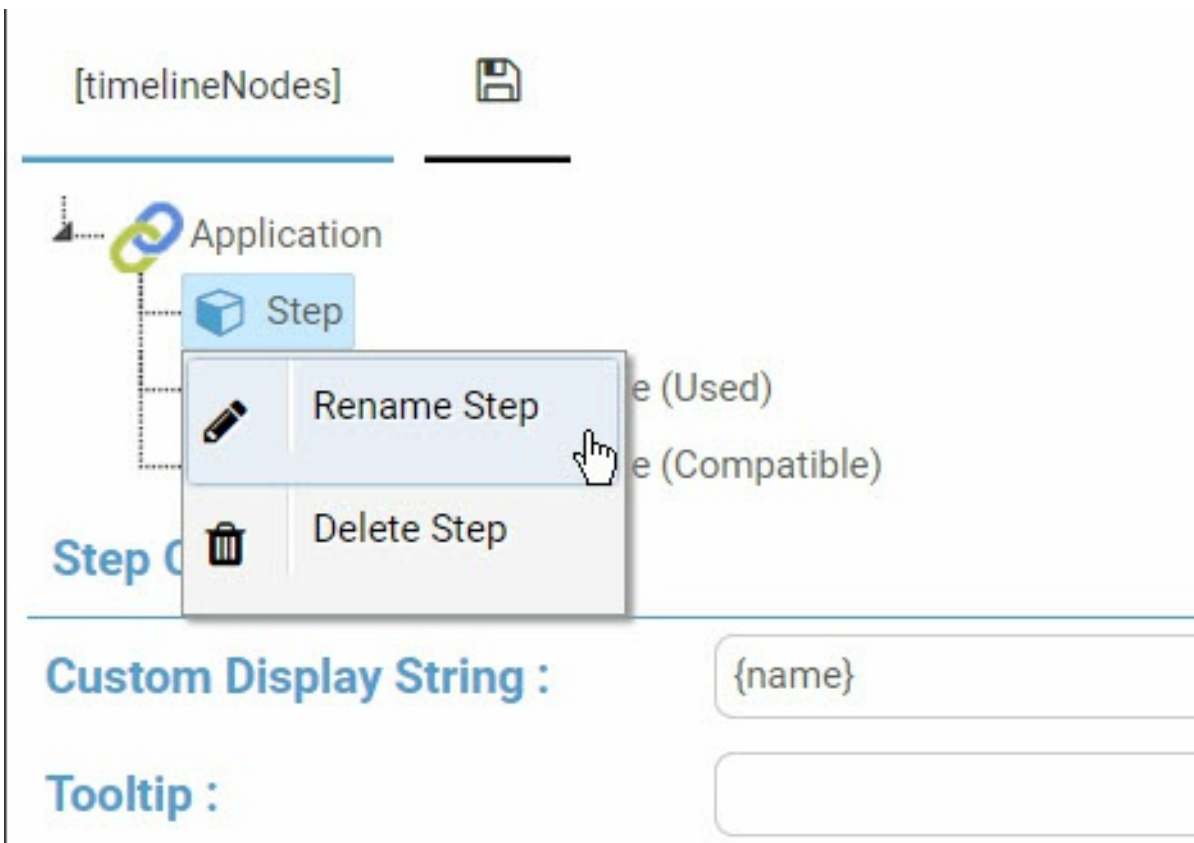 [timelineNodes]
Application
Step
Rename Step
e (Used)
e (Compatible)
Delete Step
Step
Custom Display String :
{name}
Tooltip :